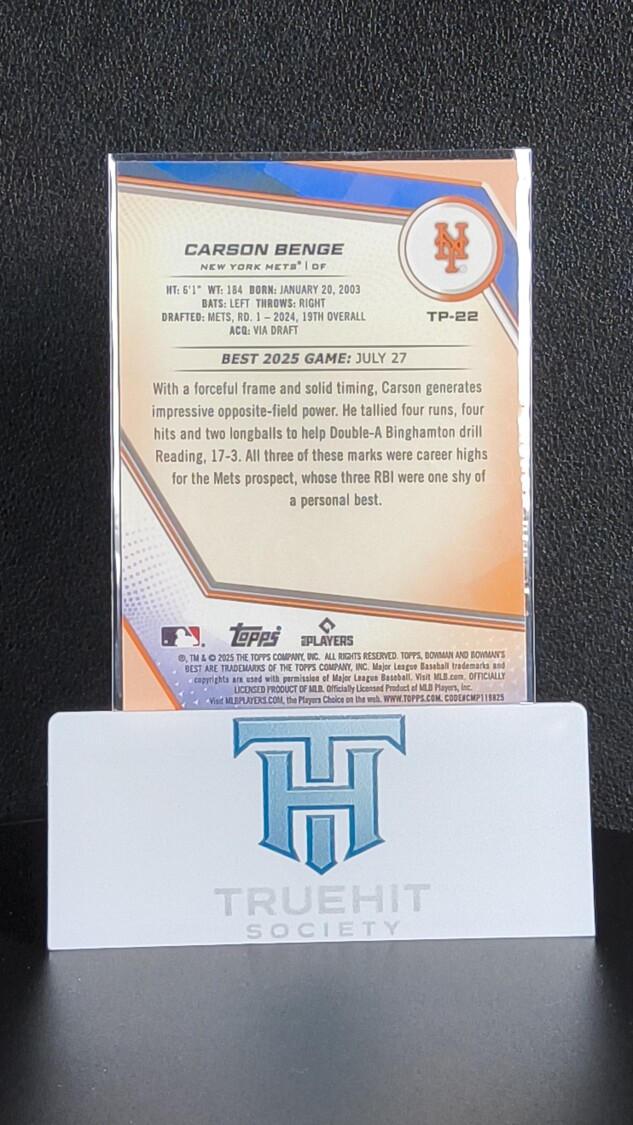 CARSON BENGE
NEW YORK METS® | OF
HT: 6'1" WT: 184 BORN: JANUARY 20, 2003
BATS: LEFT THROWS: RIGHT
DRAFTED: METS, RD. 1 – 2024, 19TH OVERALL
ACQ: VIA DRAFT
NY
TP-22
BEST 2025 GAME: JULY 27
With a forceful frame and solid timing, Carson generates
impressive opposite-field power. He tallied four runs, four
hits and two longballs to help Double-A Binghamton drill
Reading, 17-3. All three of these marks were career highs
for the Mets prospect, whose three RBI were one shy of
a personal best.
topps
MLB PLAYERS
®, TM & © 2025 THE TOPPS COMPANY, INC. ALL RIGHTS RESERVED. TOPPS, BOWMAN AND BOWMAN'S
BEST ARE TRADEMARKS OF THE TOPPS COMPANY, INC. Major League Baseball trademarks and
copyrights are used with permission of Major League Baseball. Visit MLB.com. OFFICIALLY
LICENSED PRODUCT OF MLB. Officially Licensed Product of MLB Players, Inc.
Visit MLBPLAYERS.COM, the Players Choice on the web. WWW.TOPPS.COM. CODE#CMP119825
TH
TRUEHIT
SOCIETY